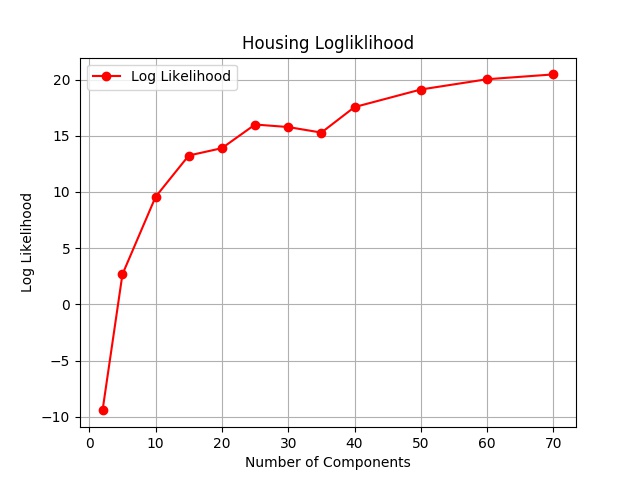 Housing Logliklihood
Log Likelihood
20
15
10
5
0
−5
−10
Log Likelihood
0 10 20 30 40 50 60 70
Number of Components